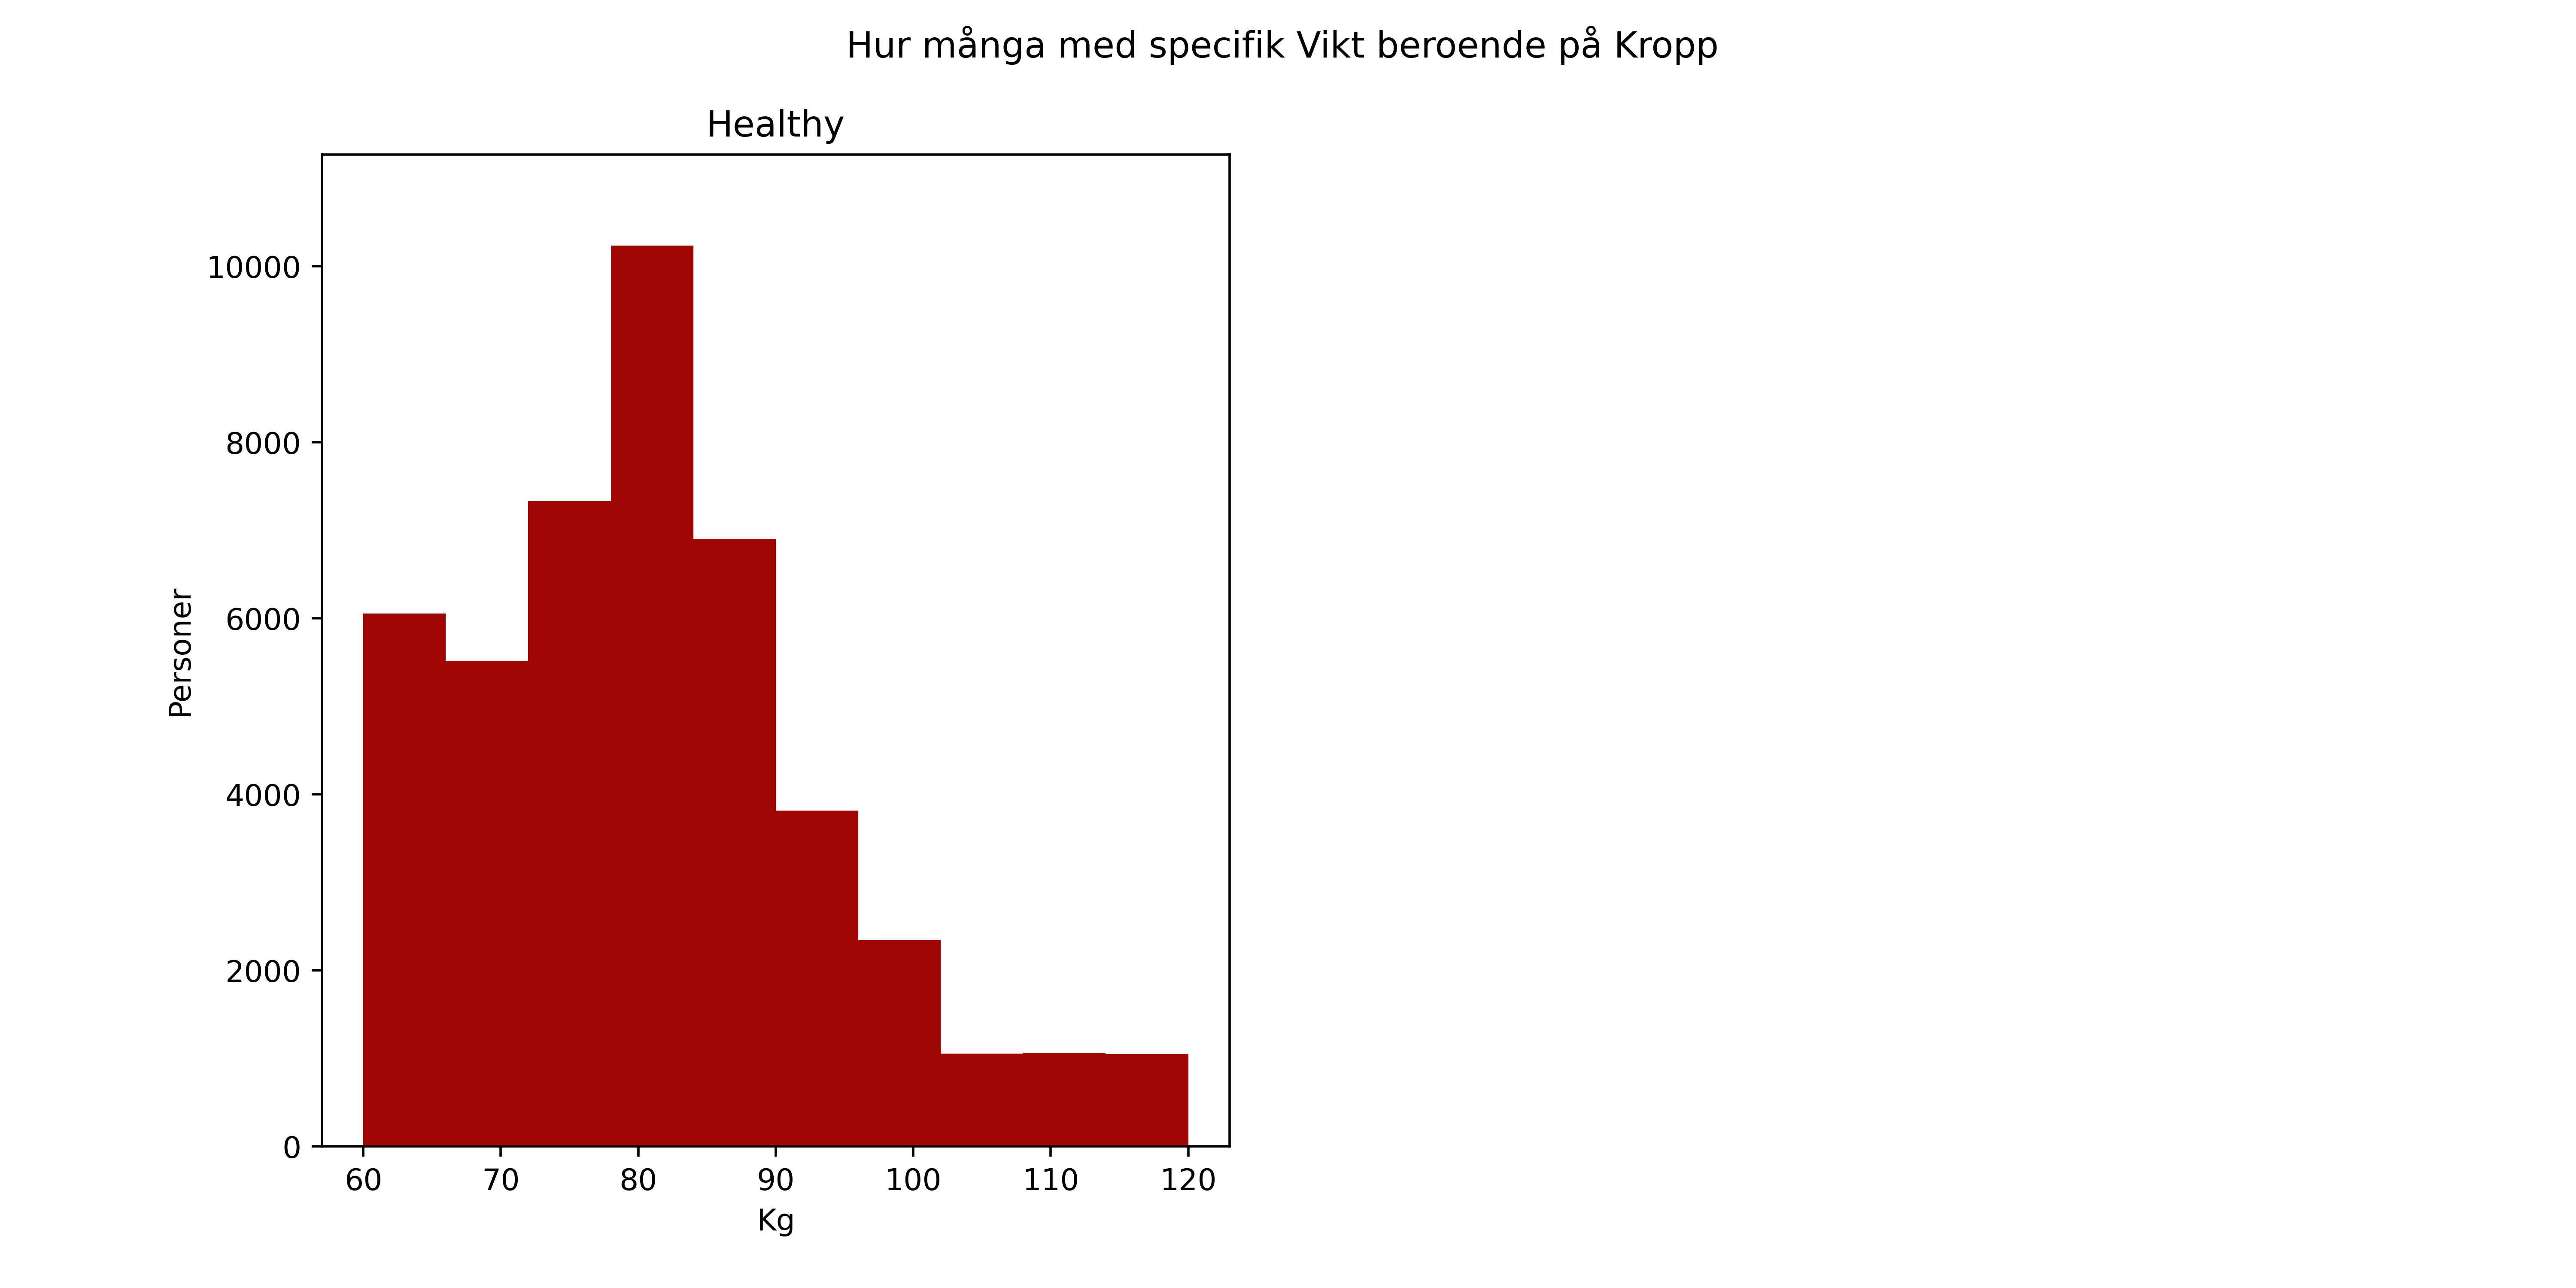 Hur många med specifik Vikt beroende på Kropp
Healthy
10000
8000
6000
4000
2000
0
Personer
60 70 80 90 100 110 120
Kg